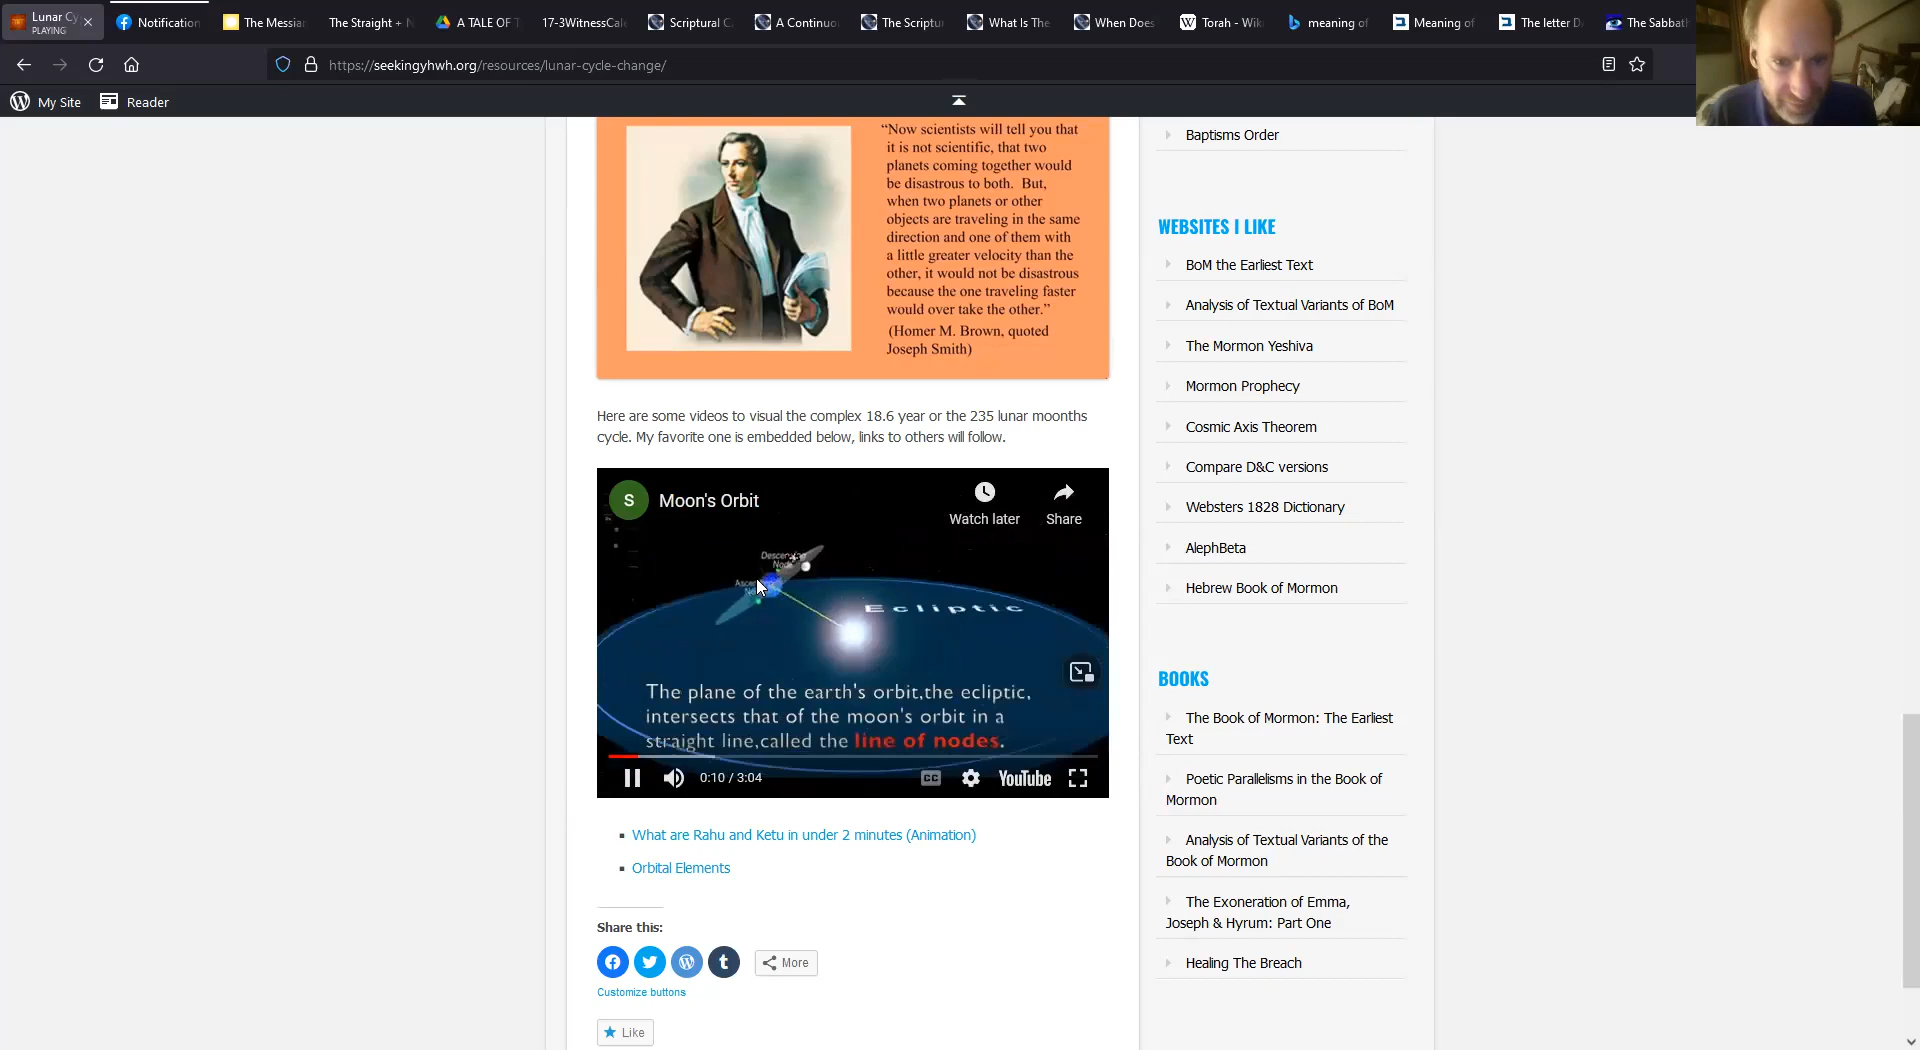 Lunar Cy
PLAYING
Notification
The Messia
The Straight + N
A TALE OF T
17-3WitnessCale
Scriptural C
A Continuo
The Scriptu
What Is The
When Does
Torah - Wik
meaning of
Meaning of
The letter Da
The Sabbath
https://seekingyhwh.org/resources/lunar-cycle-change/
My Site
Reader
“Now scientists will tell you that
it is not scientific, that two
planets coming together would
be disastrous to both. But,
when two planets or other
objects are traveling in the same
direction and one of them with
a little greater velocity than the
other, it would not be disastrous
because the one traveling faster
would over take the other.”
(Homer M. Brown, quoted
Joseph Smith)
Here are some videos to visual the complex 18.6 year or the 235 lunar moonths
cycle. My favorite one is embedded below, links to others will follow.
S
Moon's Orbit
Watch later
Share
Descending
Node
Ecliptic
The plane of the earth's orbit,the ecliptic,
intersects that of the moon's orbit in a
straight line,called the line of nodes.
0:10 / 3:04
CC
YouTube
What are Rahu and Ketu in under 2 minutes (Animation)
Orbital Elements
Share this:
More
Customize buttons
Like
Baptisms Order
WEBSITES I LIKE
BoM the Earliest Text
Analysis of Textual Variants of BoM
The Mormon Yeshiva
Mormon Prophecy
Cosmic Axis Theorem
Compare D&C versions
Websters 1828 Dictionary
AlephBeta
Hebrew Book of Mormon
BOOKS
The Book of Mormon: The Earliest
Text
Poetic Parallelisms in the Book of
Mormon
Analysis of Textual Variants of the
Book of Mormon
The Exoneration of Emma,
Joseph & Hyrum: Part One
Healing The Breach